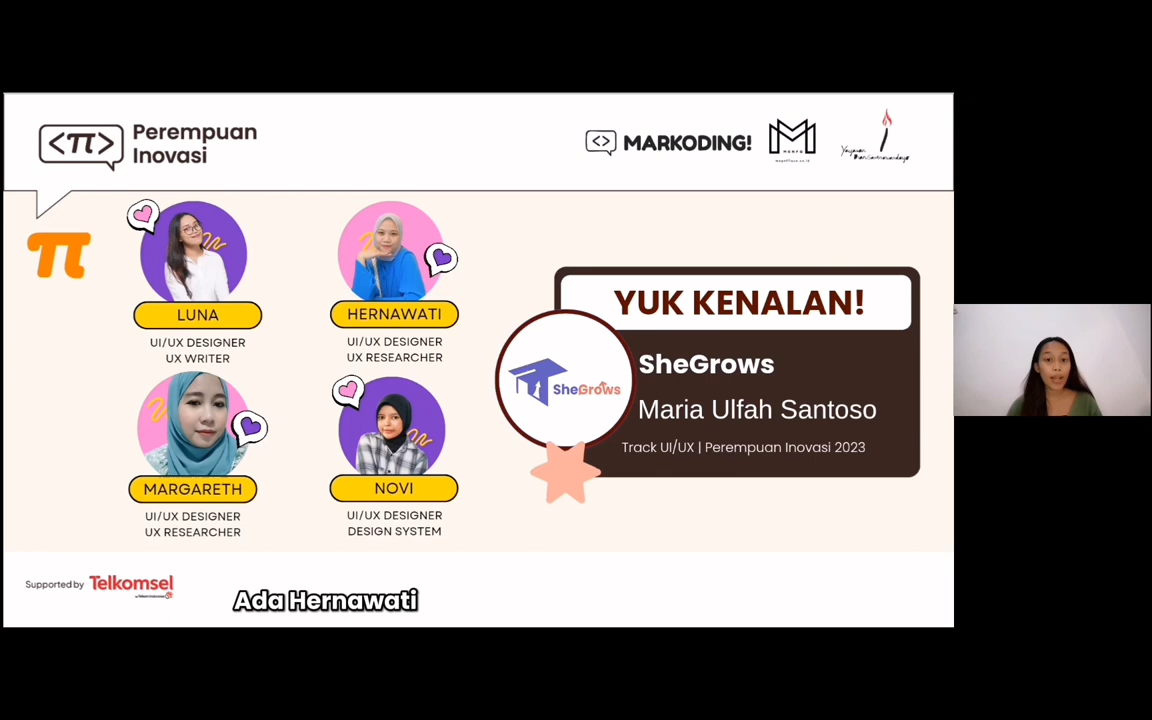 <π>
Perempuan
Inovasi
<> MARKODING!
π
LUNA
UI/UX DESIGNER
UX WRITER
HERNAWATI
UI/UX DESIGNER
UX RESEARCHER
MARGARETH
UI/UX DESIGNER
UX RESEARCHER
NOVI
UI/UX DESIGNER
DESIGN SYSTEM
YUK KENALAN!
SheGrows
SheGrows
Maria Ulfah Santoso
Track UI/UX | Perempuan Inovasi 2023
Supported by Telkomsel
Ada Hernawati